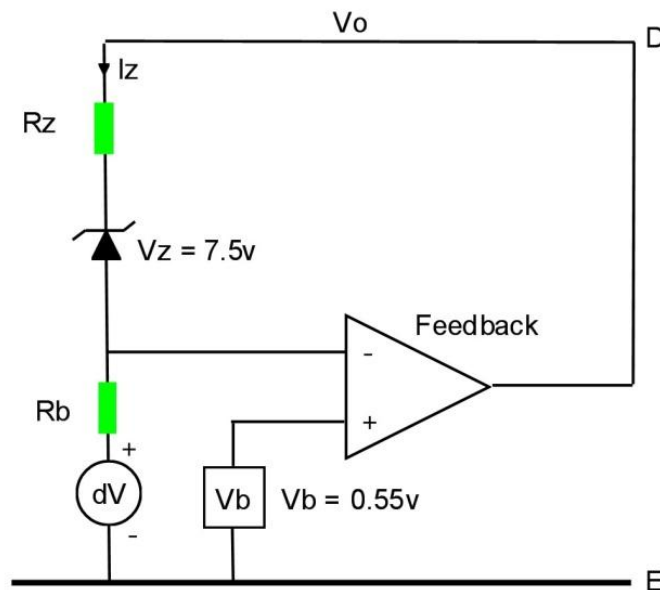 Vo
D
Iz
Rz
Vz = 7.5v
Feedback
-
+
Rb
+
dV
-
Vb
Vb = 0.55v
E